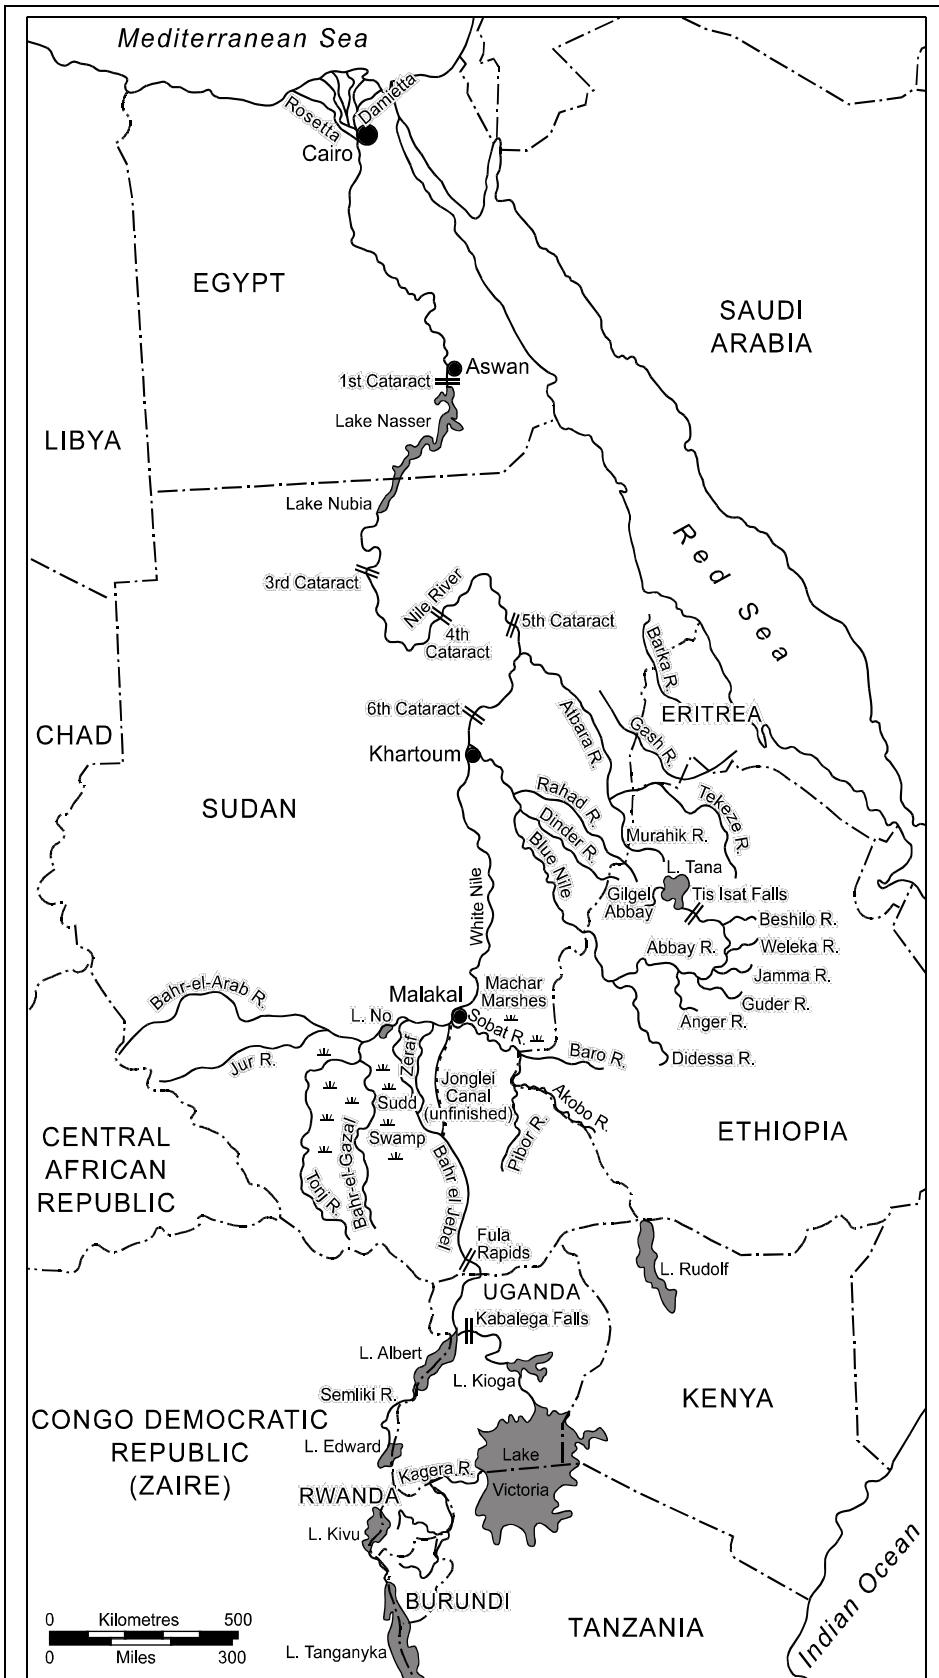 Mediterranean Sea
Rosetta
Damietta
Cairo
EGYPT
SAUDI
ARABIA
Aswan
1st Cataract
Lake Nasser
LIBYA
Lake Nubia
Red Sea
3rd Cataract
Nile River
4th
Cataract
5th Cataract
Barka R.
6th Cataract
Atbara R.
Gash R.
ERITREA
CHAD
Khartoum
SUDAN
Rahad R.
Tekeze R.
Dinder R.
Murahik R.
Blue Nile
L. Tana
Gilgel
Abbay
Tis Isat Falls
Beshilo R.
White Nile
Abbay R.
Weleka R.
Jamma R.
Guder R.
Anger R.
Didessa R.
Machar
Marshes
Malakal
Bahr-el-Arab R.
L. No
Sobat R.
Zeraf
Baro R.
Jur R.
Jonglei
Canal
(unfinished)
Sudd
Swamp
Akobo R.
Pibor R.
ETHIOPIA
CENTRAL
AFRICAN
REPUBLIC
Tonj R.
Bahr-el-Gazal
Bahr el Jebel
Fula
Rapids
L. Rudolf
UGANDA
Kabalega Falls
L. Albert
L. Kioga
Semliki R.
KENYA
CONGO DEMOCRATIC
REPUBLIC
(ZAIRE)
L. Edward
Lake
Victoria
Kagera R.
RWANDA
L. Kivu
BURUNDI
TANZANIA
Indian Ocean
L. Tanganyka
0 Kilometres 500
0 Miles 300